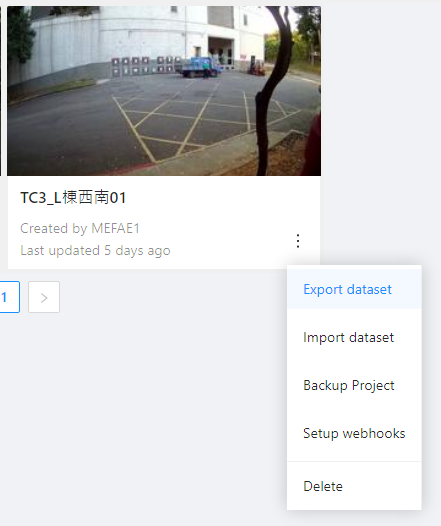 TC3_L棟西南01
Created by MEFAE1
Last updated 5 days ago
1
Export dataset
Import dataset
Backup Project
Setup webhooks
Delete